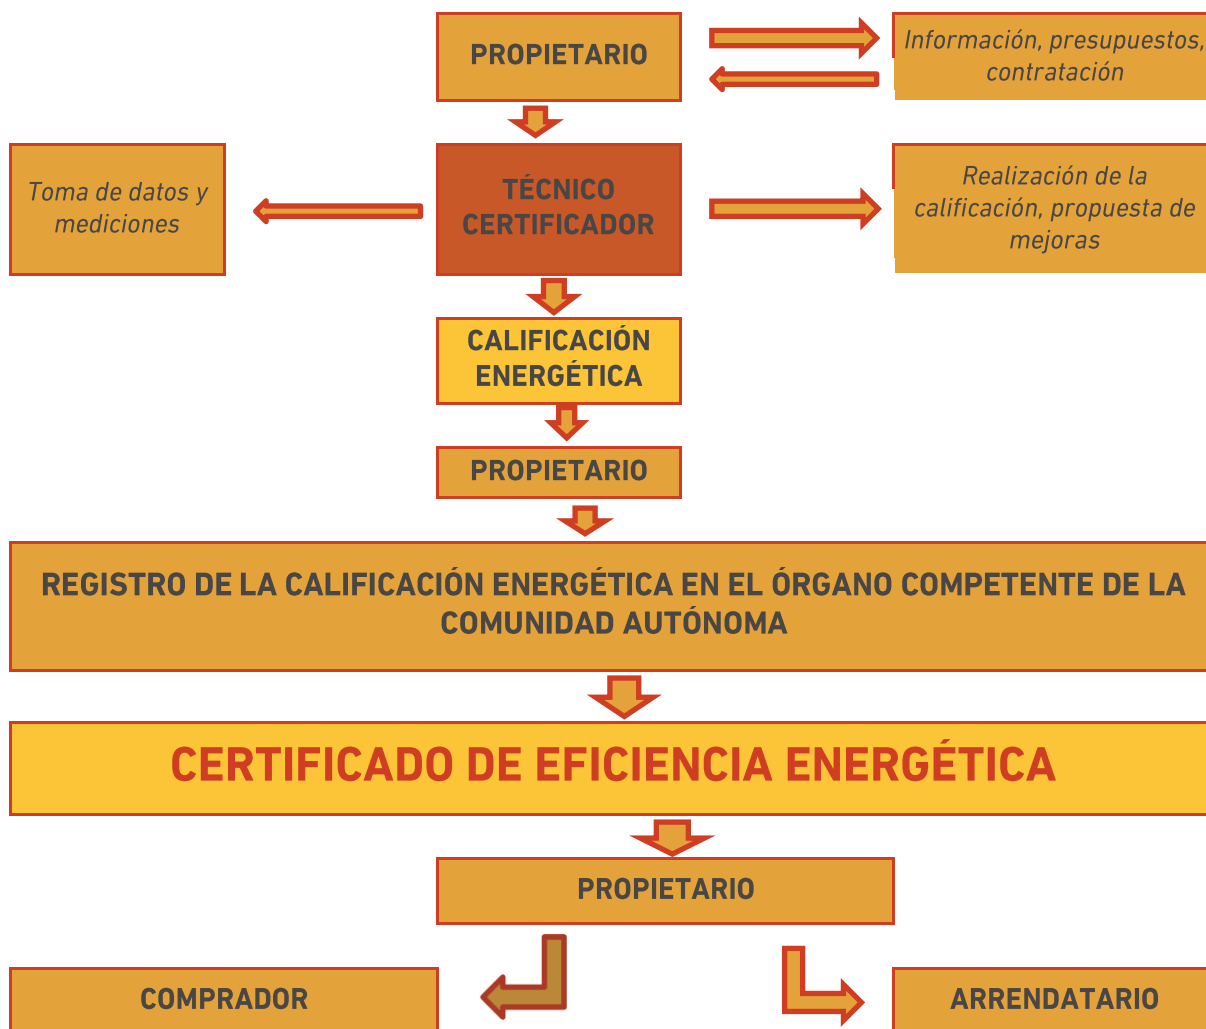 PROPIETARIO
Información, presupuestos,
contratación
Toma de datos y
mediciones
TÉCNICO
CERTIFICADOR
Realización de la
calificación, propuesta de
mejoras
CALIFICACIÓN
ENERGÉTICA
PROPIETARIO
REGISTRO DE LA CALIFICACIÓN ENERGÉTICA EN EL ÓRGANO COMPETENTE DE LA
COMUNIDAD AUTÓNOMA
CERTIFICADO DE EFICIENCIA ENERGÉTICA
PROPIETARIO
COMPRADOR
ARRENDATARIO